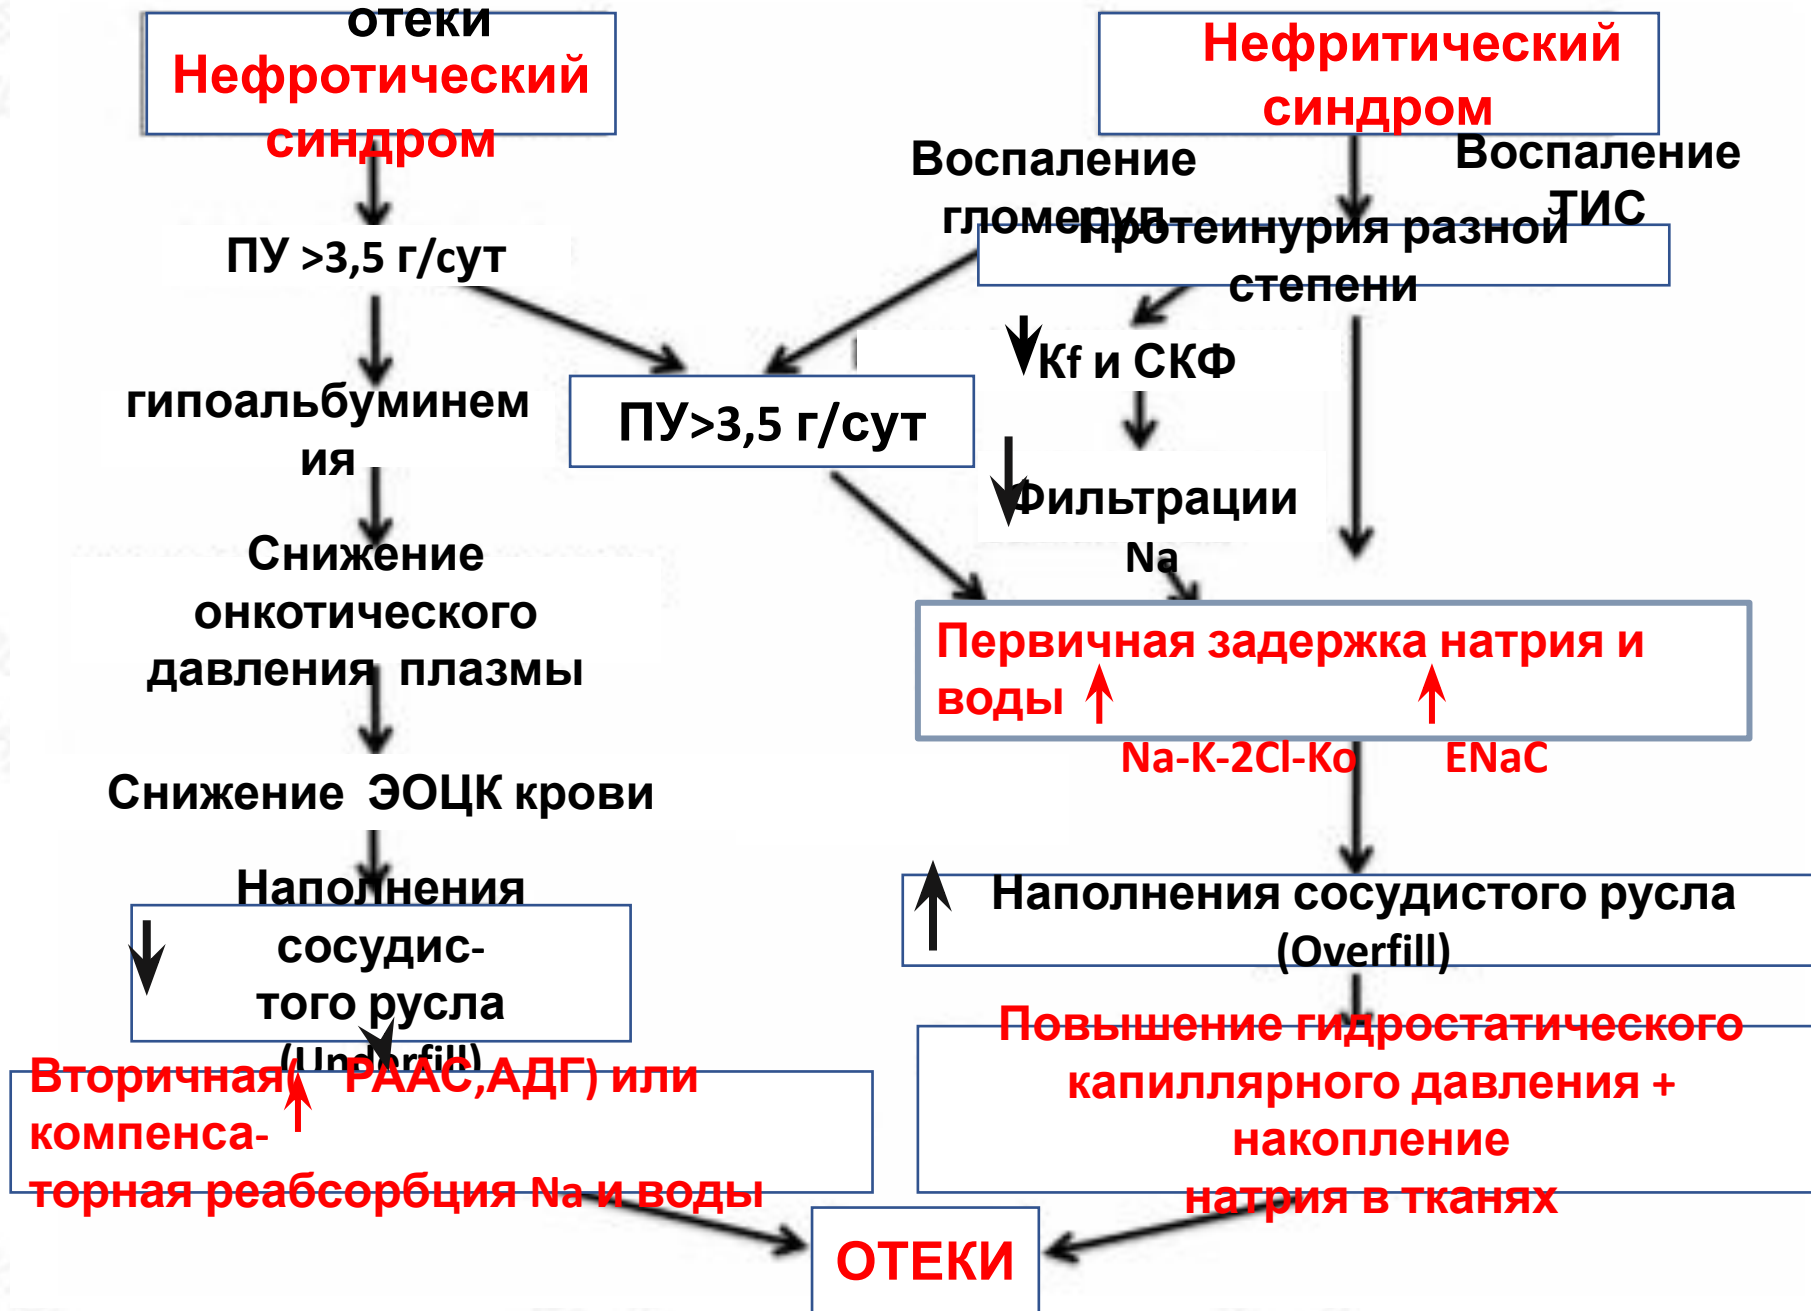 отеки
Нефротический
синдром
ПУ >3,5 г/сут
гипоальбуминем
ия
Снижение
онкотического
давления плазмы
Снижение ЭОЦК крови
Наполнения
сосудис-
того русла
(Underfill)
Вторичная( РААС,АДГ) или
компенса-
торная реабсорбция Na и воды
Нефритический
синдром
Воспаление
гломерул
Воспаление
ТИС
Протеинурия разной
степени
ПУ>3,5 г/сут
Kf и СКФ
Фильтрации
Na
Первичная задержка натрия и
воды
Na-K-2Cl-Ko
ENaC
Наполнения сосудистого русла
(Overfill)
Повышение гидростатического
капиллярного давления +
накопление
натрия в тканях
ОТЕКИ